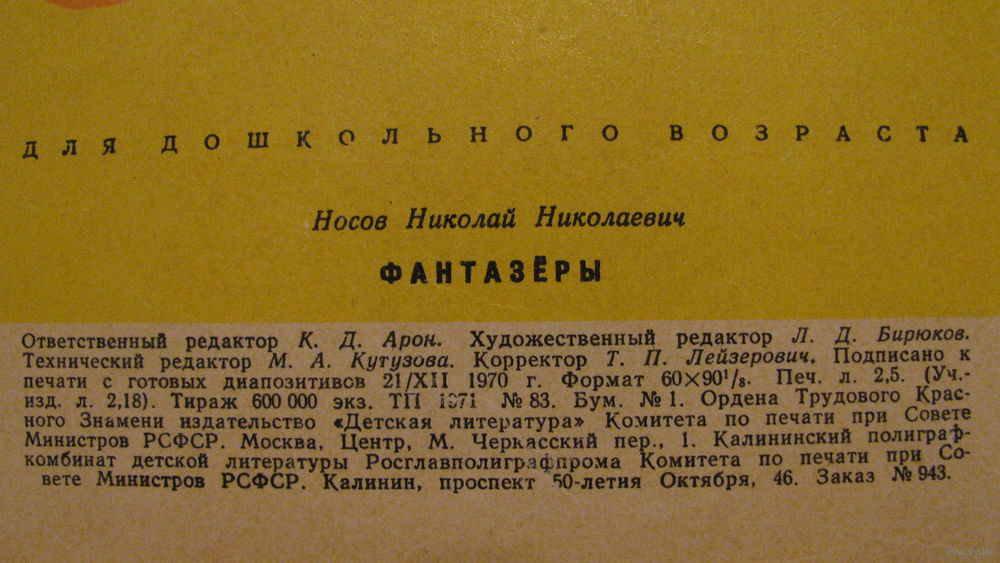 ДЛЯ ДОШКОЛЬНОГО ВОЗРАСТА
Носов Николай Николаевич
ФАНТАЗЁРЫ
Ответственный редактор К. Д. Арон. Художественный редактор Л. Д. Бирюков.
Технический редактор М. А. Кутузова. Корректор Т. П. Лейзерович. Подписано к
печати с готовых диапозитивов 21/XII 1970 г. Формат 60×90¹/₈. Печ. л. 2,5. (Уч.-
изд. л. 2,18). Тираж 600 000 экз. ТП 1971 № 83. Бум. № 1. Ордена Трудового Крас-
ного Знамени издательство «Детская литература» Комитета по печати при Совете
Министров РСФСР. Москва, Центр, М. Черкасский пер., 1. Калининский полиграф-
комбинат детской литературы Росглавполиграфпрома Комитета по печати при Со-
вете Министров РСФСР. Калинин, проспект 50-летия Октября, 46. Заказ № 943.